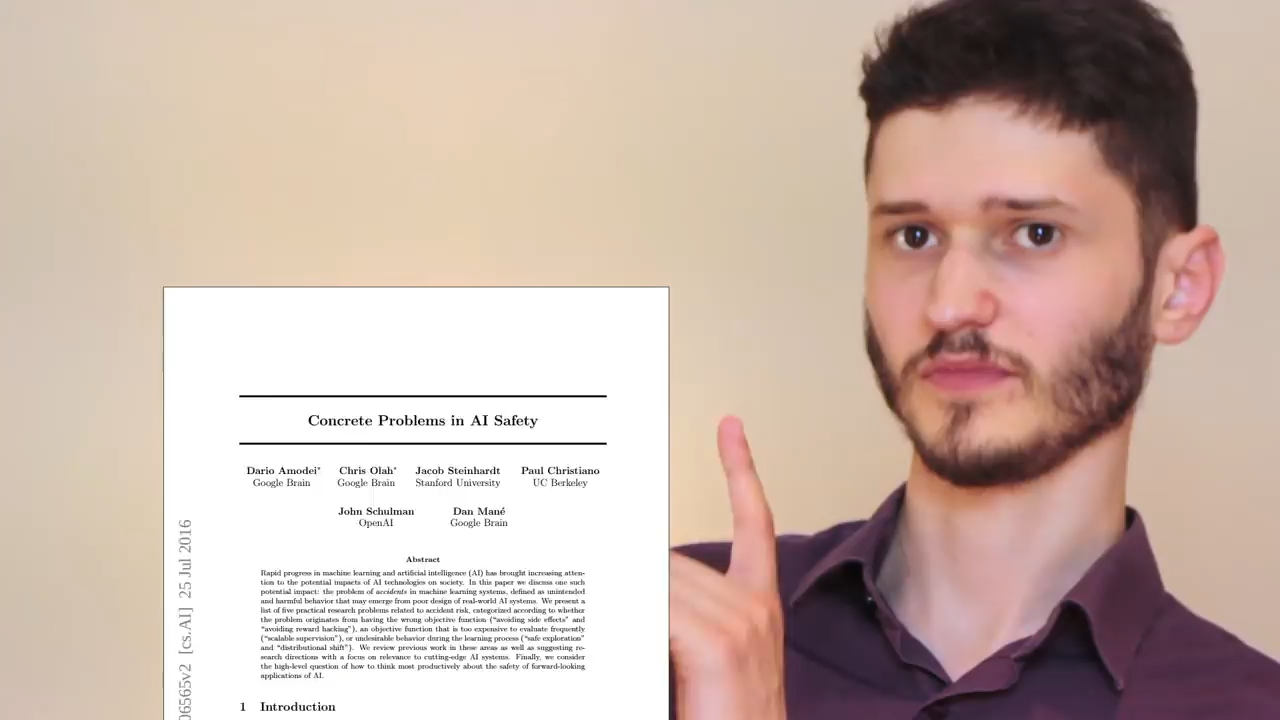 Concrete Problems in AI Safety
Dario Amodei* Chris Olah* Jacob Steinhardt Paul Christiano
Google Brain Google Brain Stanford University UC Berkeley
John Schulman Dan Mané
OpenAI Google Brain
Abstract
Rapid progress in machine learning and artificial intelligence (AI) has brought increasing atten-
tion to the potential impacts of AI technologies on society. In this paper we discuss one such
potential impact: the problem of accidents in machine learning systems, defined as unintended
and harmful behavior that may emerge from poor design of real-world AI systems. We present a
list of five practical research problems related to accident risk, categorized according to whether
the problem originates from having the wrong objective function (“avoiding side effects” and
“avoiding reward hacking”), an objective function that is too expensive to evaluate frequently
(“scalable supervision”), or undesirable behavior during the learning process (“safe exploration”
and “distributional shift”). We review previous work in these areas as well as suggesting re-
search directions with a focus on relevance to cutting-edge AI systems. Finally, we consider
the high-level question of how to think most productively about the safety of forward-looking
applications of AI.
1 Introduction
06565v2 [cs.AI] 25 Jul 2016